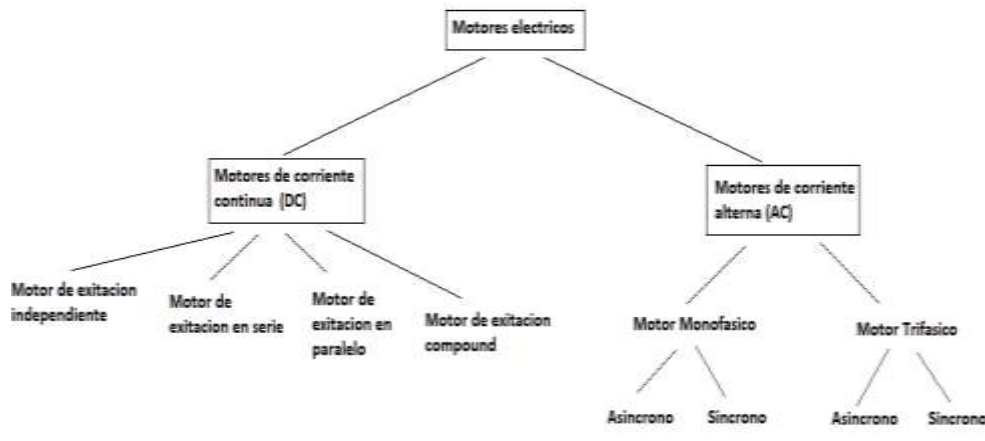 Motores electricos
Motores de corriente
continua (DC)
Motores de corriente
alterna (AC)
Motor de exitacion
independiente
Motor de
exitacion en serie
Motor de
exitacion en
paralelo
Motor de exitacion
compound
Motor Monofasico
Motor Trifasico
Asincrono
Sincrono
Asincrono
Sincrono